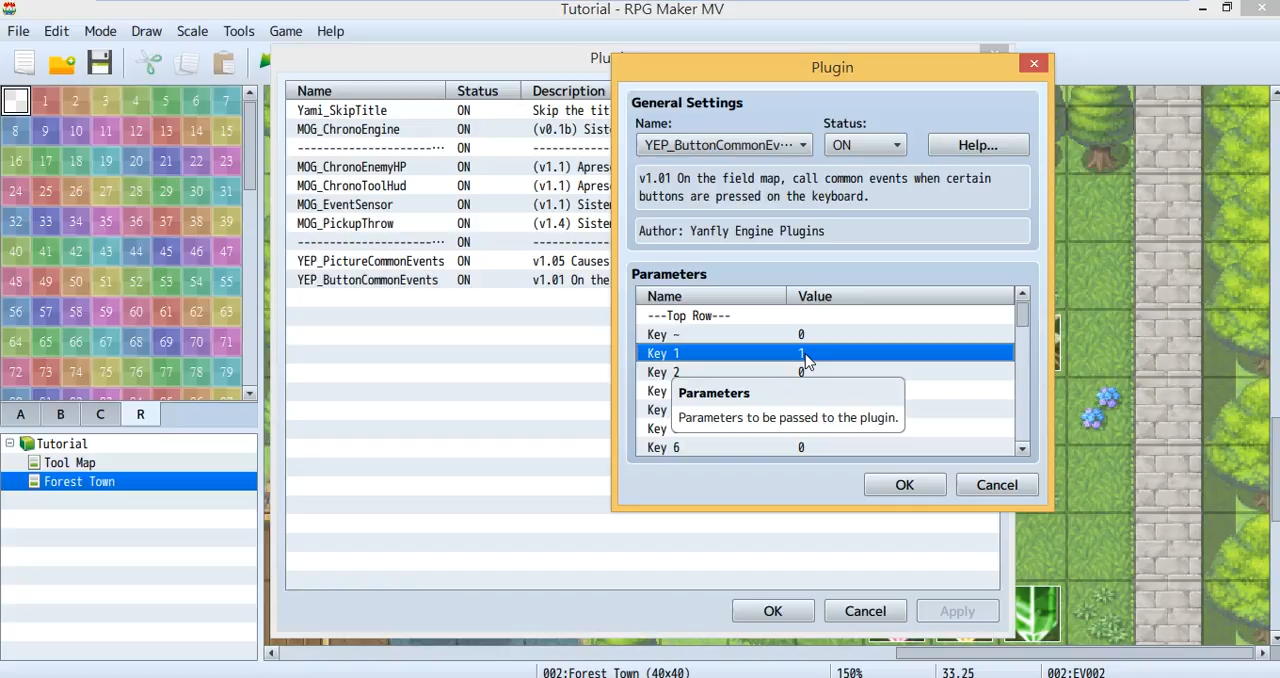 Tutorial - RPG Maker MV
File Edit Mode Draw Scale Tools Game Help
Name Status Description
Yami_SkipTitle ON Skip the tit
MOG_ChronoEngine ON (v0.1b) Siste
------------------··· ON -----------
MOG_ChronoEnemyHP ON (v1.1) Apres
MOG_ChronoToolHud ON (v1.1) Apres
MOG_EventSensor ON (v1.1) Sistem
MOG_PickupThrow ON (v1.4) Sistem
------------------··· ON -----------
YEP_PictureCommonEvents ON v1.05 Causes
YEP_ButtonCommonEvents ON v1.01 On the
OK Cancel Apply
Plugin
General Settings
Name: Status:
YEP_ButtonCommonEv··· ON Help...
v1.01 On the field map, call common events when certain
buttons are pressed on the keyboard.
Author: Yanfly Engine Plugins
Parameters
Name Value
---Top Row---
Key ~ 0
Key 1 1
Key 2 0
Key
Key
Key
Key 6 0
Parameters
Parameters to be passed to the plugin.
OK Cancel
1 2 3 4 5 6 7
8 9 10 11 12 13 14 15
16 17 18 19 20 21 22 23
24 25 26 27 28 29 30 31
32 33 34 35 36 37 38 39
40 41 42 43 44 45 46 47
48 49 50 51 52 53 54 55
56 57 58 59 60 61 62 63
64 65 66 67 68 69 70 71
72 73 74 75 76 77 78 79
A B C R
Tutorial
Tool Map
Forest Town
002:Forest Town (40x40) 150% 33,25 002:EV002